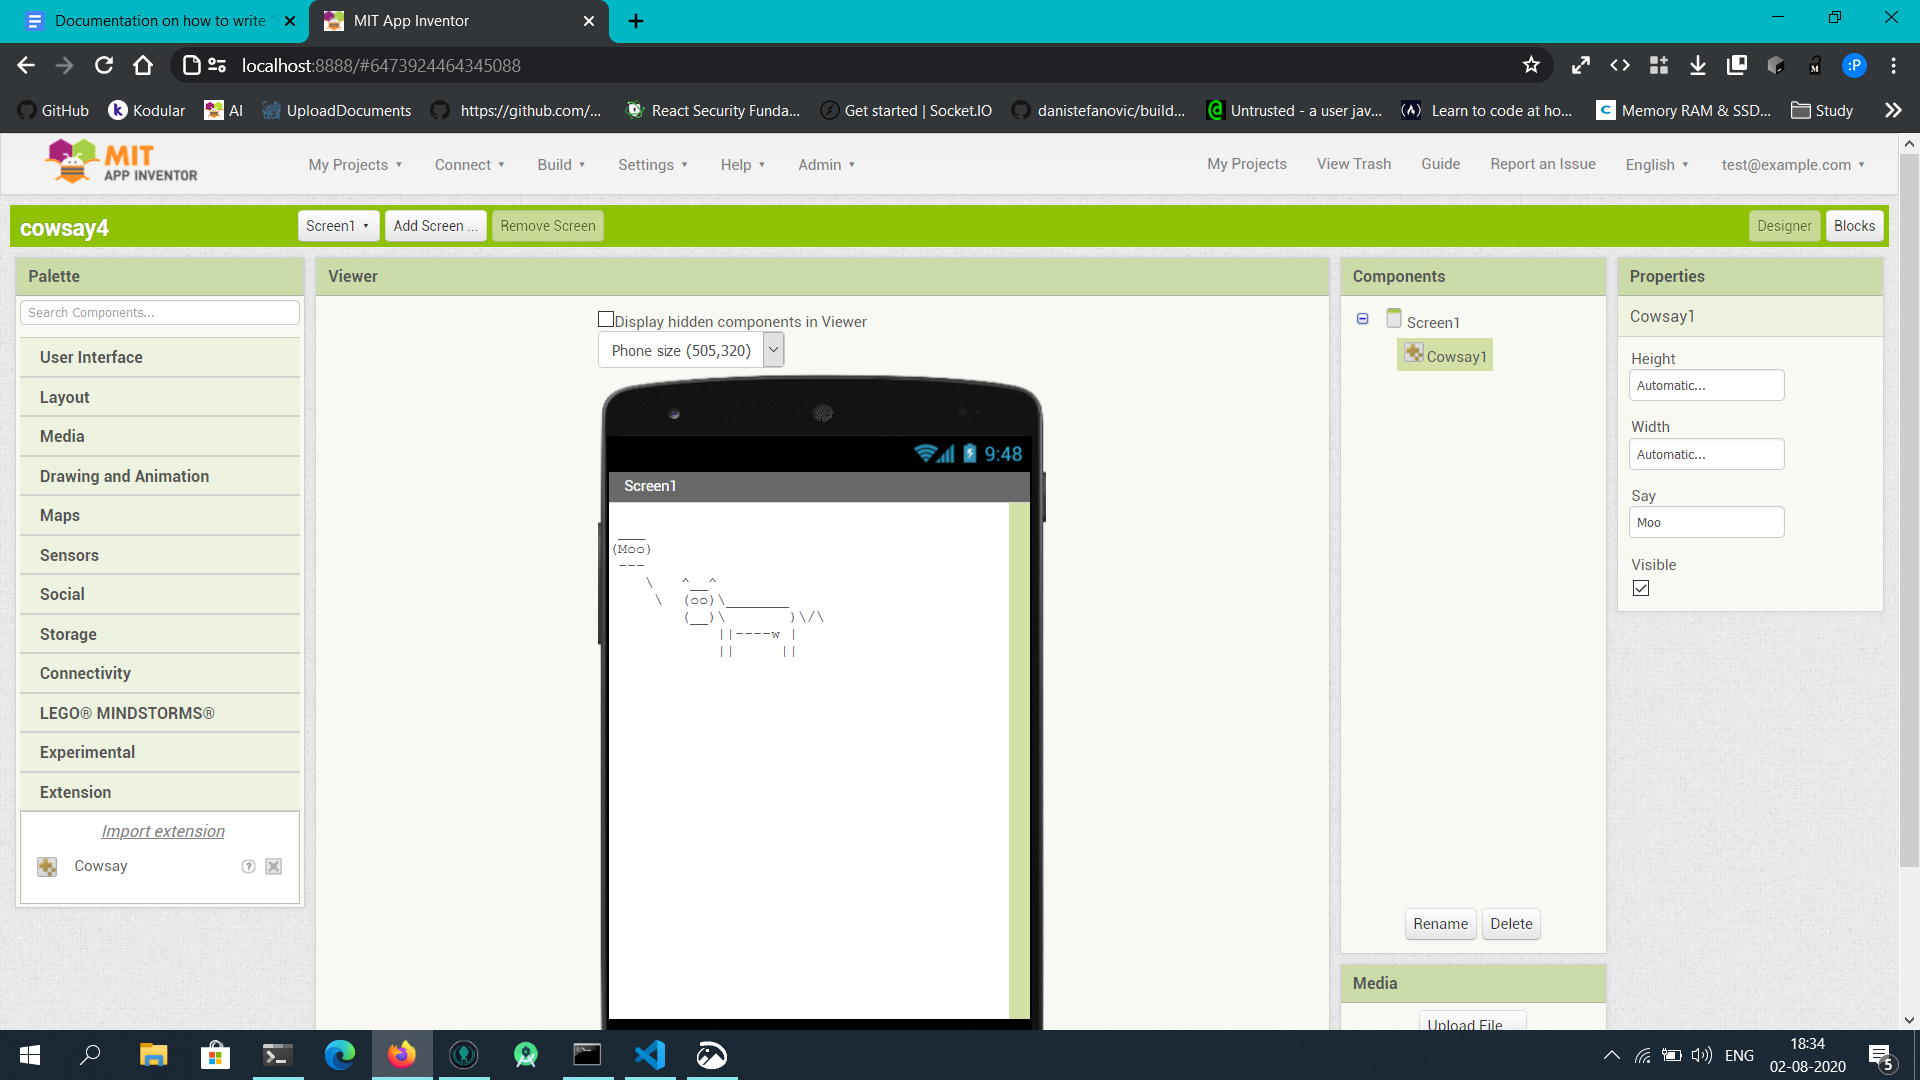 Documentation on how to write
MIT App Inventor
localhost:8888/#6473924464345088
:P
GitHub
Kodular
AI
UploadDocuments
https://github.com/...
React Security Funda...
Get started | Socket.IO
danistefanovic/build...
Untrusted - a user jav...
Learn to code at ho...
Memory RAM & SSD...
Study
MIT
APP INVENTOR
My Projects
Connect
Build
Settings
Help
Admin
My Projects
View Trash
Guide
Report an Issue
English
test@example.com
cowsay4
Screen1
Add Screen ...
Remove Screen
Designer
Blocks
Palette
Search Components...
User Interface
Layout
Media
Drawing and Animation
Maps
Sensors
Social
Storage
Connectivity
LEGO® MINDSTORMS®
Experimental
Extension
Import extension
Cowsay
?
Viewer
Display hidden components in Viewer
Phone size (505,320)
9:48
Screen1
 ___
(Moo)
 ---
    \   ^__^
     \  (oo)\_______
        (__)\       )\/\
            ||----w |
            ||     ||
Components
Screen1
Cowsay1
Rename
Delete
Media
Upload File ...
Properties
Cowsay1
Height
Automatic...
Width
Automatic...
Say
Moo
Visible
ENG
18:34
02-08-2020
5